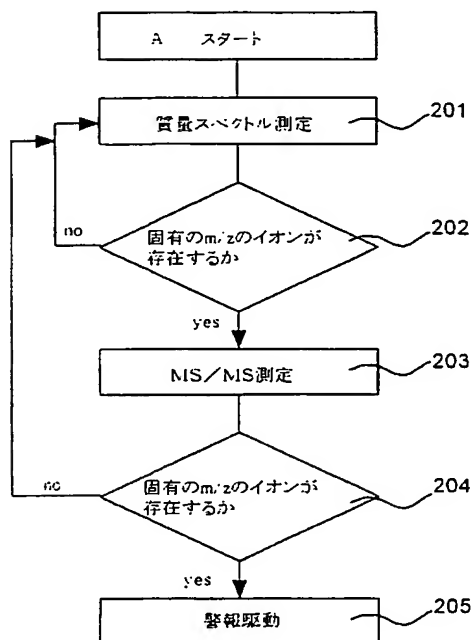 A スタート
質量スペクトル測定
201
固有のm/zのイオンが
存在するか
202
no
yes
MS/MS測定
203
固有のm/zのイオンが
存在するか
204
no
yes
警報駆動
205